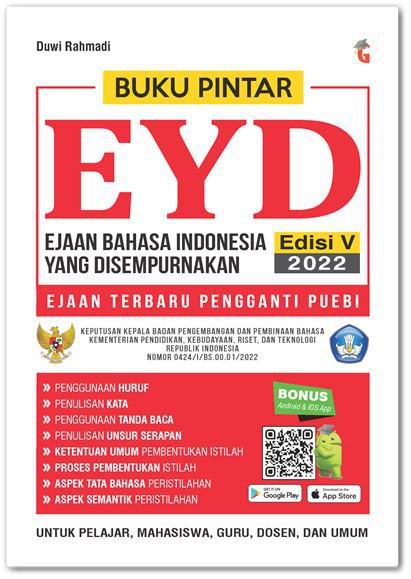 Duwi Rahmadi
G
BUKU PINTAR
EYD
EJAAN BAHASA INDONESIA
YANG DISEMPURNAKAN
Edisi V
2022
EJAAN TERBARU PENGGANTI PUEBI
KEPUTUSAN KEPALA BADAN PENGEMBANGAN DAN PEMBINAAN BAHASA
KEMENTERIAN PENDIDIKAN, KEBUDAYAAN, RISET, DAN TEKNOLOGI
REPUBLIK INDONESIA
NOMOR 0424/I/BS.00.01/2022
» PENGGUNAAN HURUF
» PENULISAN KATA
» PENGGUNAAN TANDA BACA
» PENULISAN UNSUR SERAPAN
» KETENTUAN UMUM PEMBENTUKAN ISTILAH
» PROSES PEMBENTUKAN ISTILAH
» ASPEK TATA BAHASA PERISTILAHAN
» ASPEK SEMANTIK PERISTILAHAN
BONUS
Android & iOS App
GET IT ON
Google Play
Download on the
App Store
UNTUK PELAJAR, MAHASISWA, GURU, DOSEN, DAN UMUM